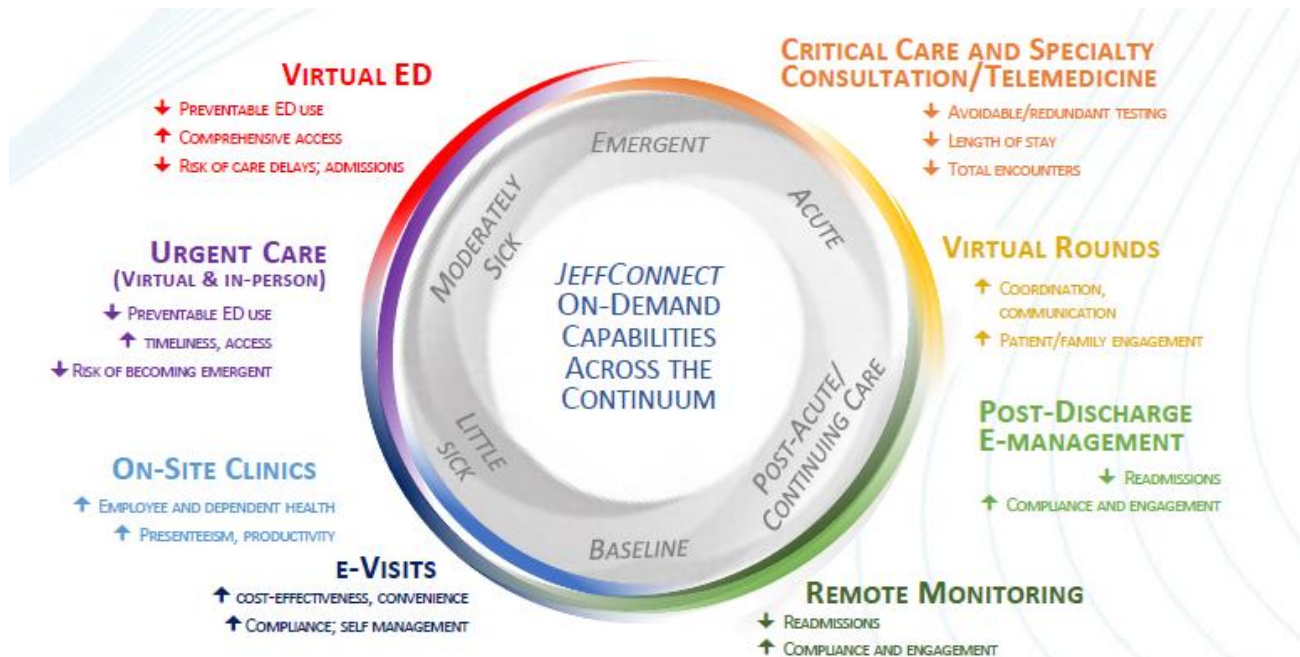 VIRTUAL ED
↓ PREVENTABLE ED USE
↑ COMPREHENSIVE ACCESS
↓ RISK OF CARE DELAYS; ADMISSIONS
URGENT CARE
(VIRTUAL & IN-PERSON)
↓ PREVENTABLE ED USE
↑ TIMELINESS, ACCESS
↓ RISK OF BECOMING EMERGENT
ON-SITE CLINICS
↑ EMPLOYEE AND DEPENDENT HEALTH
↑ PRESENTEEISM, PRODUCTIVITY
E-VISITS
↑ COST-EFFECTIVENESS, CONVENIENCE
↑ COMPLIANCE; SELF MANAGEMENT
EMERGENT
ACUTE
POST-ACUTE/
CONTINUING CARE
BASELINE
LITTLE
SICK
MODERATELY
SICK
JEFFCONNECT
ON-DEMAND
CAPABILITIES
ACROSS THE
CONTINUUM
CRITICAL CARE AND SPECIALTY
CONSULTATION/TELEMEDICINE
↓ AVOIDABLE/REDUNDANT TESTING
↓ LENGTH OF STAY
↓ TOTAL ENCOUNTERS
VIRTUAL ROUNDS
↑ COORDINATION,
COMMUNICATION
↑ PATIENT/FAMILY ENGAGEMENT
POST-DISCHARGE
E-MANAGEMENT
↓ READMISSIONS
↑ COMPLIANCE AND ENGAGEMENT
REMOTE MONITORING
↓ READMISSIONS
↑ COMPLIANCE AND ENGAGEMENT